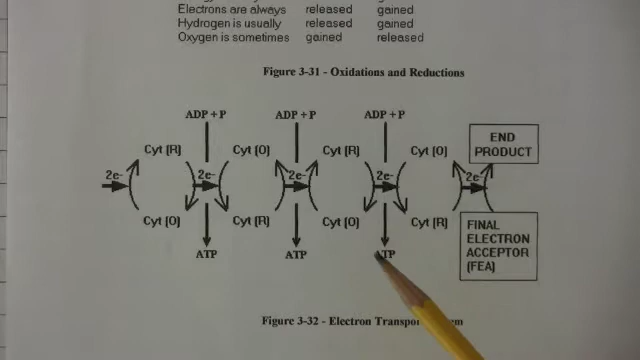 Electrons are always released gained
Hydrogen is usually released gained
Oxygen is sometimes gained released
Figure 3-31 - Oxidations and Reductions
ADP + P ADP + P ADP + P
Cyt (R) Cyt (O) Cyt (R) Cyt (O) END
PRODUCT
2e- 2e- 2e- 2e- 2e-
Cyt (O) Cyt (R) Cyt (O) Cyt (R) FINAL
ELECTRON
ACCEPTOR
(FEA)
ATP ATP ATP
Figure 3-32 - Electron